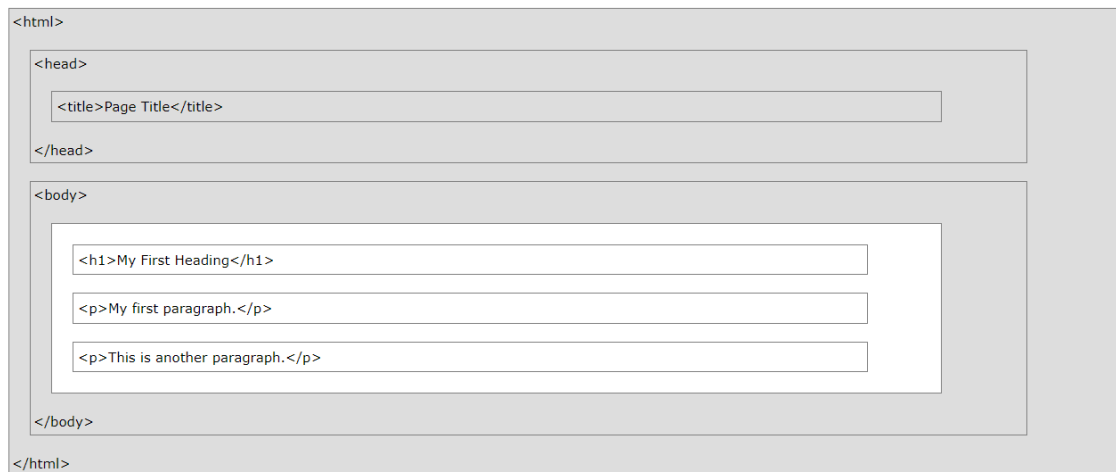 <html>
<head>
<title>Page Title</title>
</head>
<body>
<h1>My First Heading</h1>
<p>My first paragraph.</p>
<p>This is another paragraph.</p>
</body>
</html>